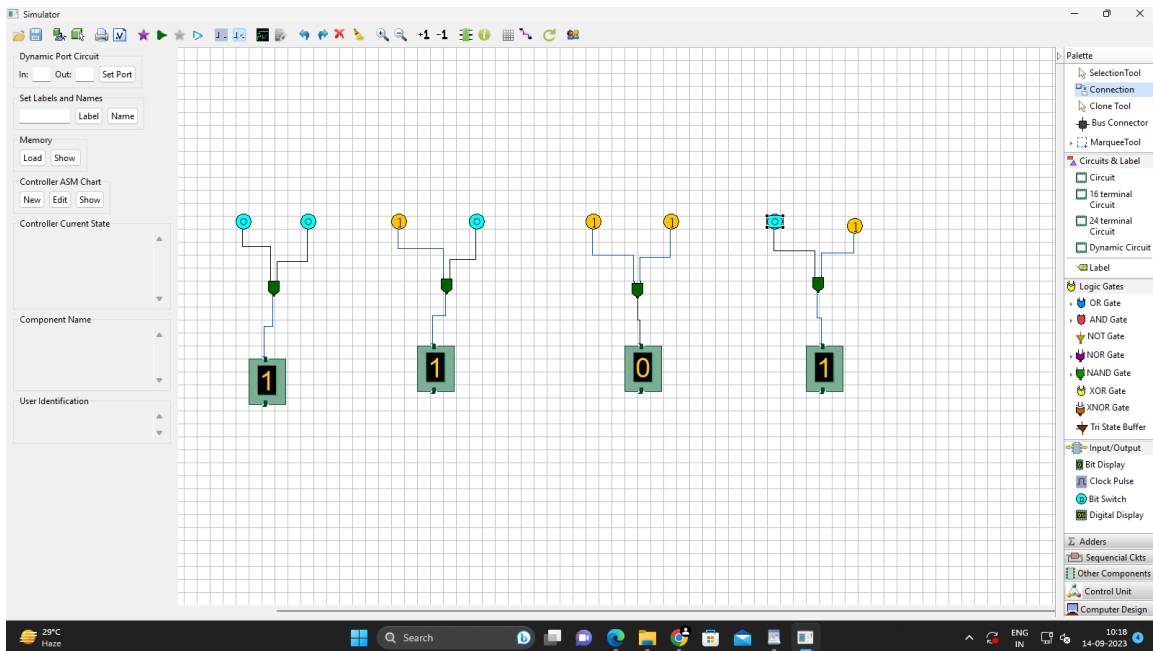 Simulator
+1 -1
Dynamic Port Circuit
In: Out: Set Port
Set Labels and Names
Label Name
Memory
Load Show
Controller ASM Chart
New Edit Show
Controller Current State
Component Name
User Identification
0 0 1 0 1 1 0 1
1 1 0 1
Palette
SelectionTool
Connection
Clone Tool
Bus Connector
MarqueeTool
Circuits & Label
Circuit
16 terminal
Circuit
24 terminal
Circuit
Dynamic Circuit
Label
Logic Gates
OR Gate
AND Gate
NOT Gate
NOR Gate
NAND Gate
XOR Gate
XNOR Gate
Tri State Buffer
Input/Output
Bit Display
Clock Pulse
Bit Switch
Digital Display
Σ Adders
Sequencial Ckts
Other Components
Control Unit
Computer Design
29°C
Haze
Search
ENG
IN
10:18
14-09-2023
4